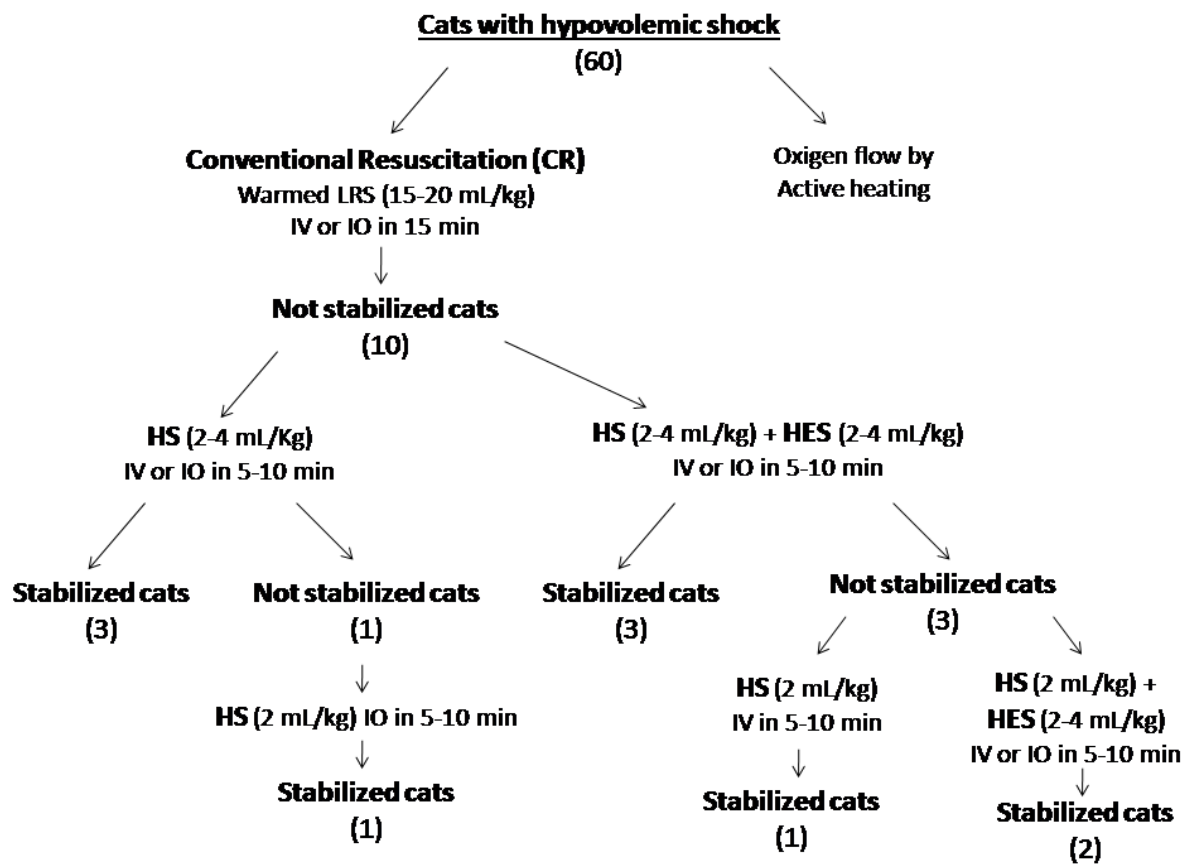 Cats with hypovolemic shock
(60)
Conventional Resuscitation (CR)
Warmed LRS (15-20 mL/kg)
IV or IO in 15 min
Oxigen flow by
Active heating
Not stabilized cats
(10)
HS (2-4 mL/Kg)
IV or IO in 5-10 min
HS (2-4 mL/kg) + HES (2-4 mL/kg)
IV or IO in 5-10 min
Stabilized cats
(3)
Not stabilized cats
(1)
Stabilized cats
(3)
Not stabilized cats
(3)
HS (2 mL/kg) IO in 5-10 min
HS (2 mL/kg)
IV in 5-10 min
HS (2 mL/kg) +
HES (2-4 mL/kg)
IV or IO in 5-10 min
Stabilized cats
(1)
Stabilized cats
(1)
Stabilized cats
(2)